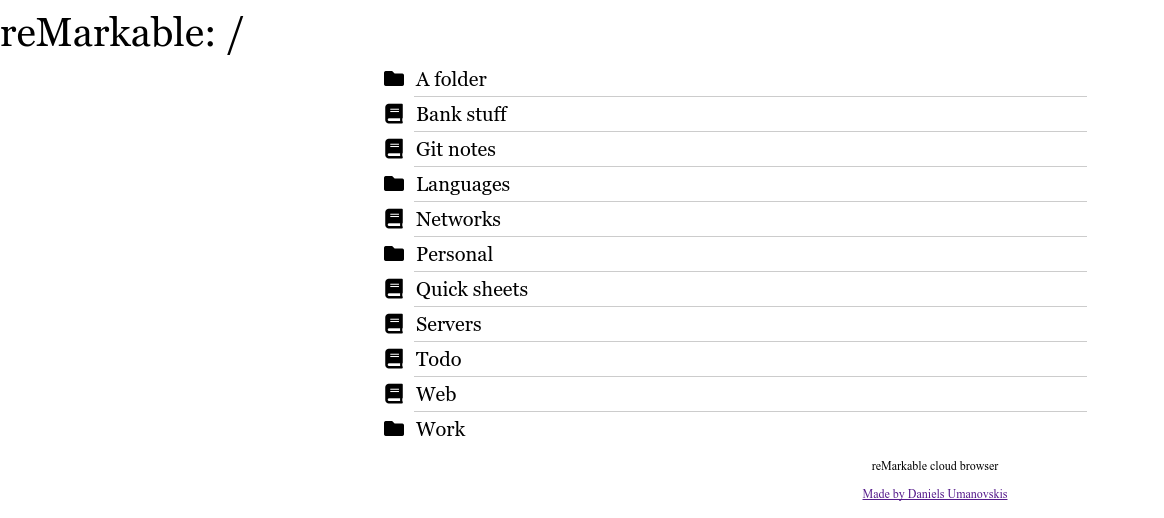 reMarkable: /
A folder
Bank stuff
Git notes
Languages
Networks
Personal
Quick sheets
Servers
Todo
Web
Work
reMarkable cloud browser
Made by Daniels Umanovskis